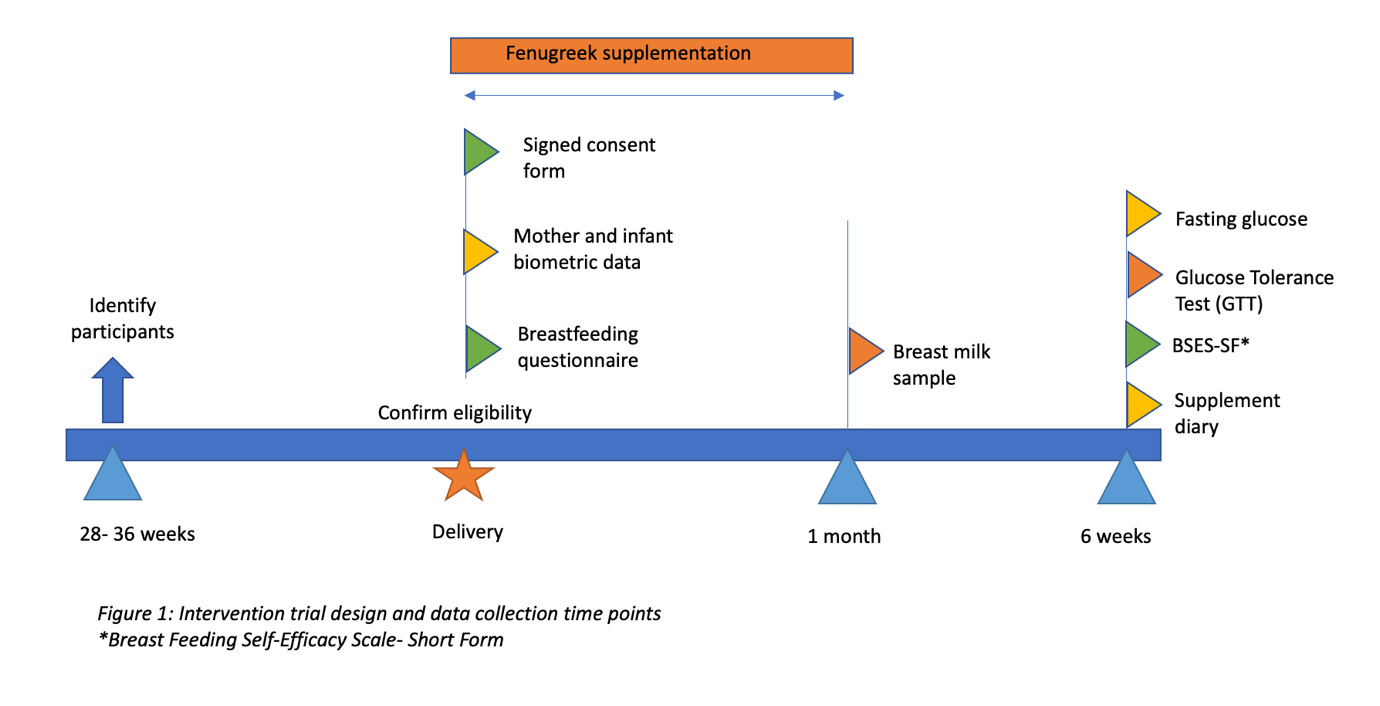 Fenugreek supplementation
Signed consent
form
Mother and infant
biometric data
Breastfeeding
questionnaire
Identify
participants
Confirm eligibility
Breast milk
sample
Fasting glucose
Glucose Tolerance
Test (GTT)
BSES-SF*
Supplement
diary
28- 36 weeks
Delivery
1 month
6 weeks
Figure 1: Intervention trial design and data collection time points
*Breast Feeding Self-Efficacy Scale- Short Form